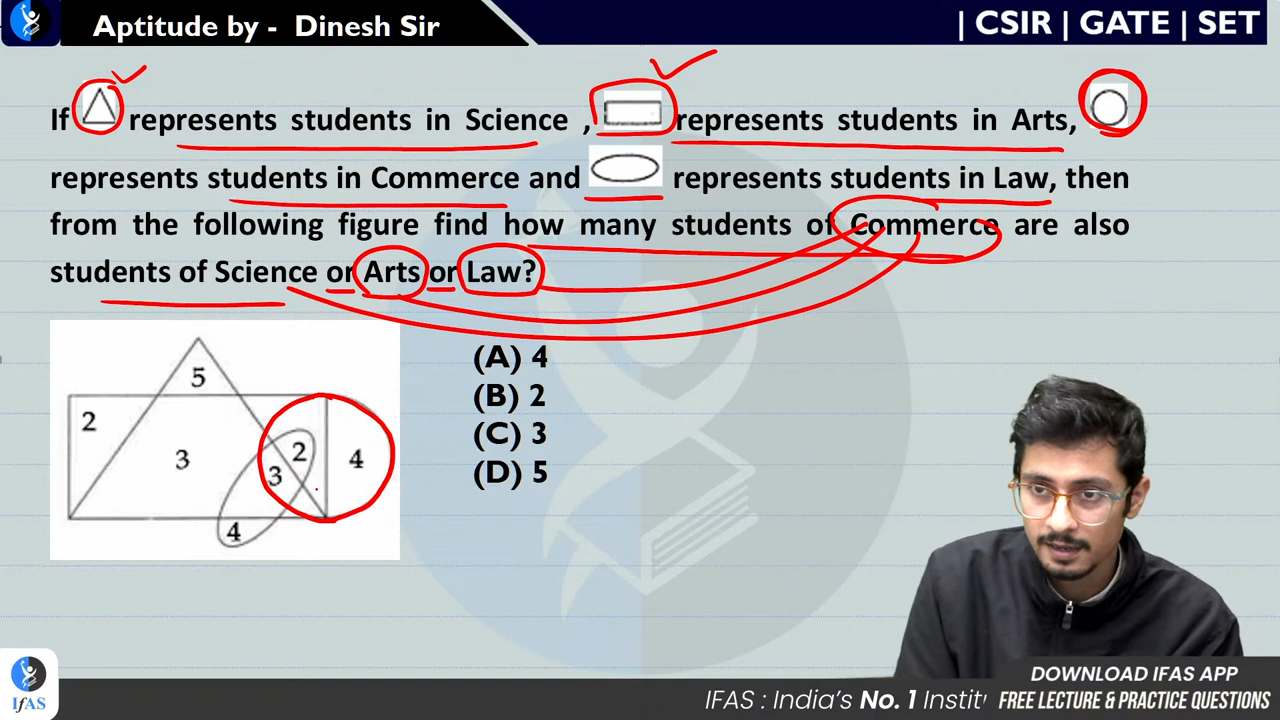 Aptitude by - Dinesh Sir
| CSIR | GATE | SET
If represents students in Science , represents students in Arts,
represents students in Commerce and represents students in Law, then
from the following figure find how many students of Commerce are also
students of Science or Arts or Law?
5
2
3
2
3
4
4
(A) 4
(B) 2
(C) 3
(D) 5
IfAS
DOWNLOAD IFAS APP
IFAS : India's No. 1
FREE LECTURE & PRACTICE QUESTIONS